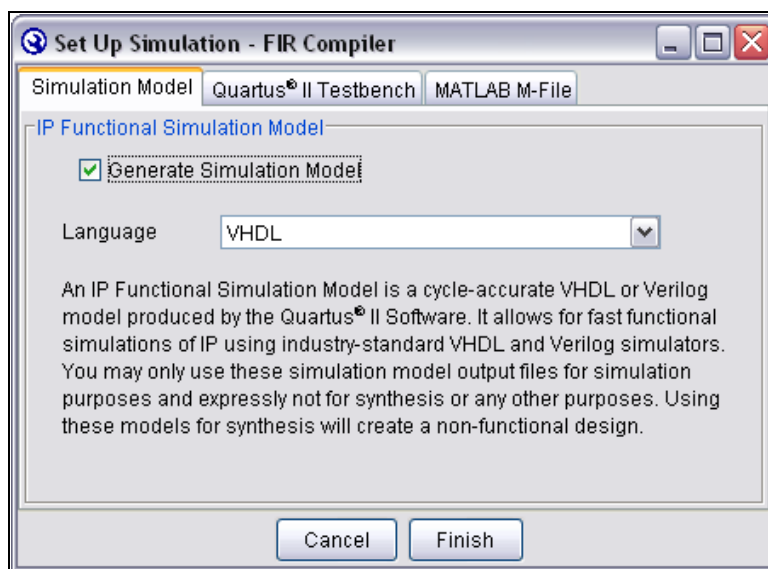 Set Up Simulation - FIR Compiler
Simulation Model Quartus® II Testbench MATLAB M-File
IP Functional Simulation Model
Generate Simulation Model
Language VHDL
An IP Functional Simulation Model is a cycle-accurate VHDL or Verilog
model produced by the Quartus® II Software. It allows for fast functional
simulations of IP using industry-standard VHDL and Verilog simulators.
You may only use these simulation model output files for simulation
purposes and expressly not for synthesis or any other purposes. Using
these models for synthesis will create a non-functional design.
Cancel Finish